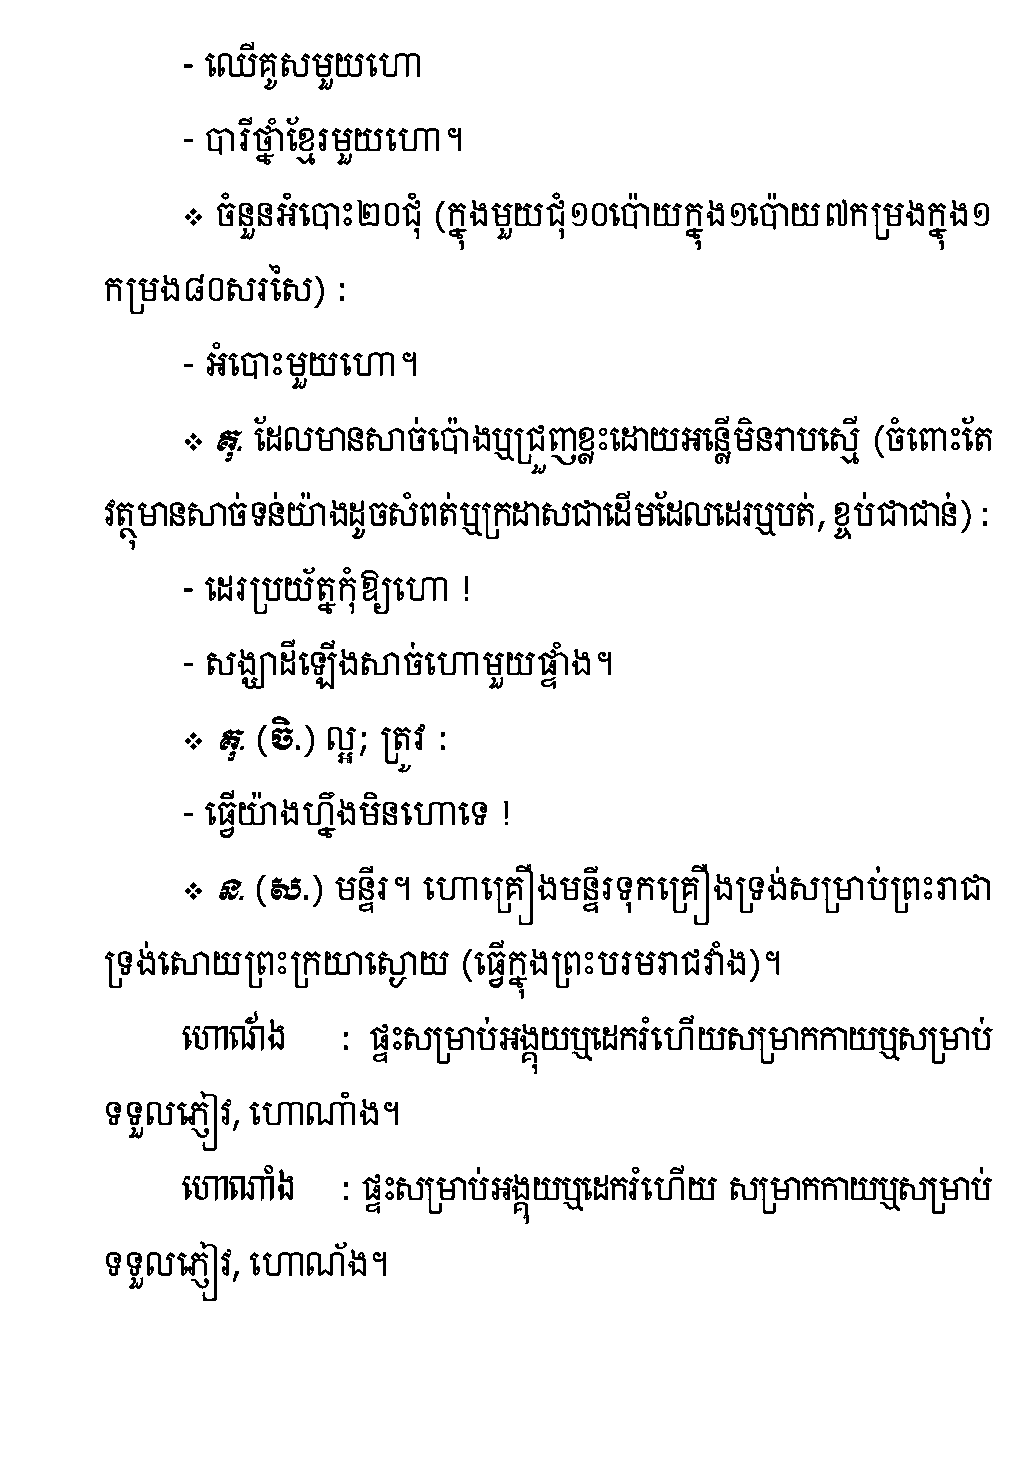 - ឈើគូសមួយហោ
- បារីថ្នាំខ្មែរមួយហោ។
❖ ចំនួនអំបោះ២០ជុំ (ក្នុងមួយជុំ១០ប៉ោយក្នុង១ប៉ោយ៧កម្រងក្នុង១
កម្រង៨០សរសៃ) :
- អំបោះមួយហោ។
❖ គុ. ដែលមានសាច់ប៉ោងឬជ្រួញខ្លះដោយអន្លើមិនរាបស្មើ (ចំពោះតែ
វត្ថុមានសាច់ទន់យ៉ាងដូចសំពត់ឬក្រដាសជាដើមដែលដេរឬបត់, ខ្ទប់ជាជាន់) :
- ដេរប្រយ័ត្នកុំឱ្យហោ !
- សង្ឃាដីឡើងសាច់ហោមួយផ្ទាំង។
❖ គុ. (ចិ.) ល្អ; ត្រូវ :
- ធ្វើយ៉ាងហ្នឹងមិនហោទេ !
❖ ន. (ស.) មន្ទីរ។ ហោគ្រឿងមន្ទីរទុកគ្រឿងទ្រង់សម្រាប់ព្រះរាជា
ទ្រង់សោយព្រះក្រយាស្ងោយ (ធ្វើក្នុងព្រះបរមរាជវាំង)។
ហោណ័ង : ផ្ទះសម្រាប់អង្គុយឬដេករំហើយសម្រាកកាយឬសម្រាប់
ទទួលភ្ញៀវ, ហោណាំង។
ហោណាំង : ផ្ទះសម្រាប់អង្គុយឬដេករំហើយ សម្រាកកាយឬសម្រាប់
ទទួលភ្ញៀវ, ហោណ័ង។